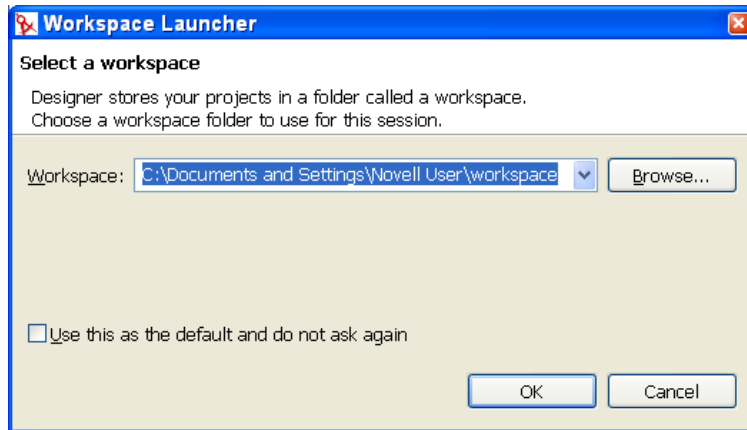 Workspace Launcher
Select a workspace
Designer stores your projects in a folder called a workspace.
Choose a workspace folder to use for this session.
Workspace: C:\Documents and Settings\Novell User\workspace Browse...
Use this as the default and do not ask again
OK Cancel